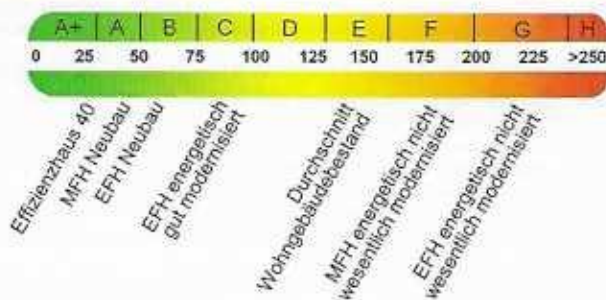 A+ A B C D E F G H
0 25 50 75 100 125 150 175 200 225 >250
Effizienzhaus 40
MFH Neubau
EFH Neubau
EFH energetisch
gut modernisiert
Durchschnitt
Wohngebäudebestand
MFH energetisch nicht
wesentlich modernisiert
EFH energetisch nicht
wesentlich modernisiert